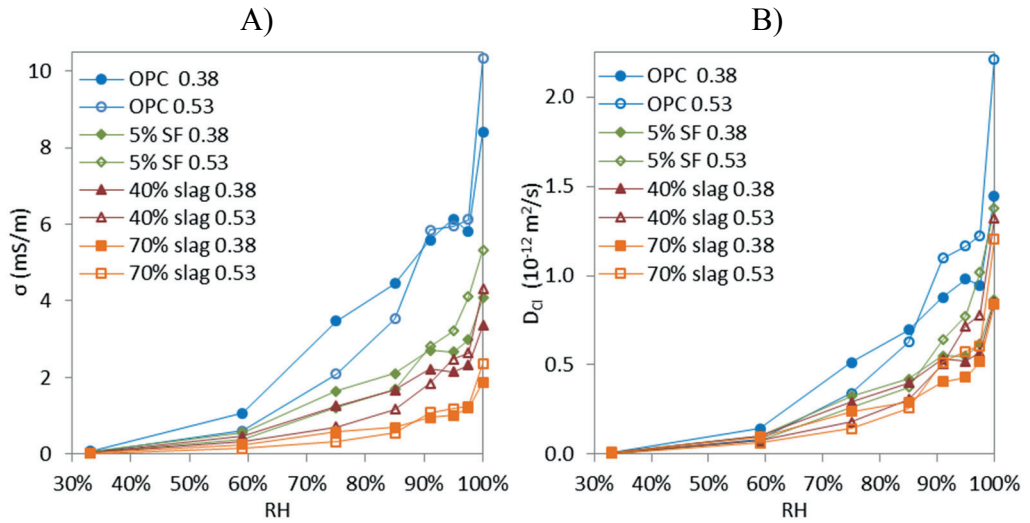 A)
B)
10
8
6
4
2
0
σ (mS/m)
OPC  0.38
OPC 0.53
5% SF 0.38
5% SF 0.53
40% slag 0.38
40% slag 0.53
70% slag 0.38
70% slag 0.53
30% 40% 50% 60% 70% 80% 90% 100%
RH
2.0
1.5
1.0
0.5
0.0
D_Cl (10⁻¹² m²/s)
OPC  0.38
OPC 0.53
5% SF 0.38
5% SF 0.53
40% slag 0.38
40% slag 0.53
70% slag 0.38
70% slag 0.53
30% 40% 50% 60% 70% 80% 90% 100%
RH